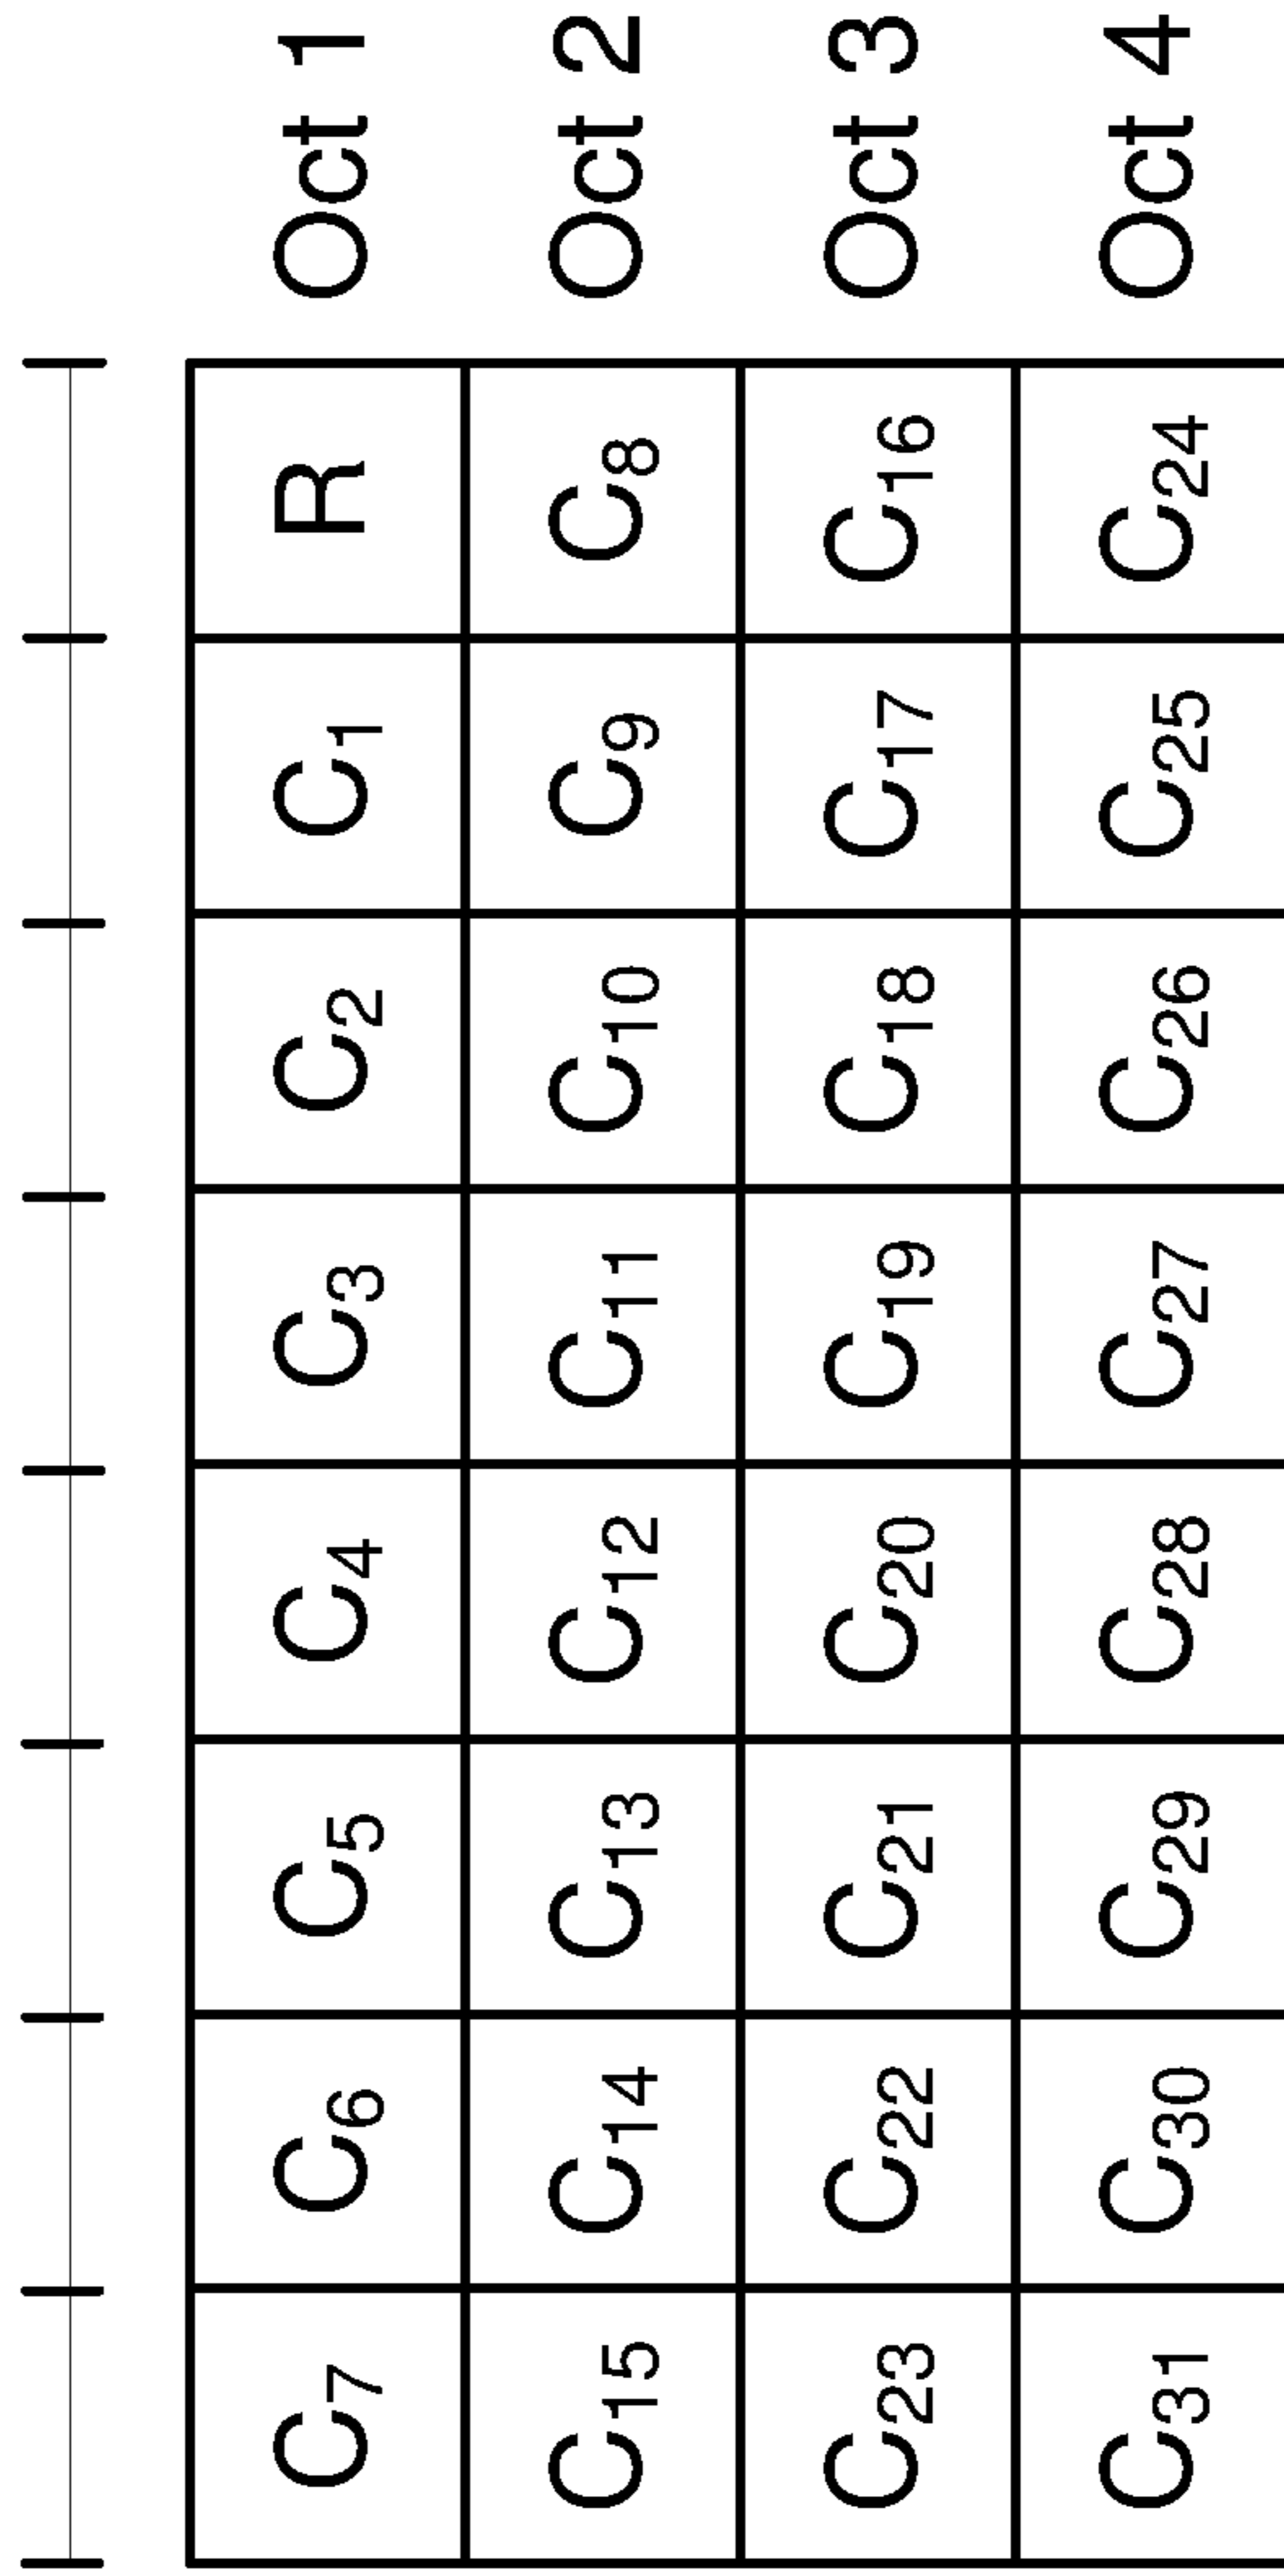 C₇ C₆ C₅ C₄ C₃ C₂ C₁ R Oct 1
C₁₅ C₁₄ C₁₃ C₁₂ C₁₁ C₁₀ C₉ C₈ Oct 2
C₂₃ C₂₂ C₂₁ C₂₀ C₁₉ C₁₈ C₁₇ C₁₆ Oct 3
C₃₁ C₃₀ C₂₉ C₂₈ C₂₇ C₂₆ C₂₅ C₂₄ Oct 4